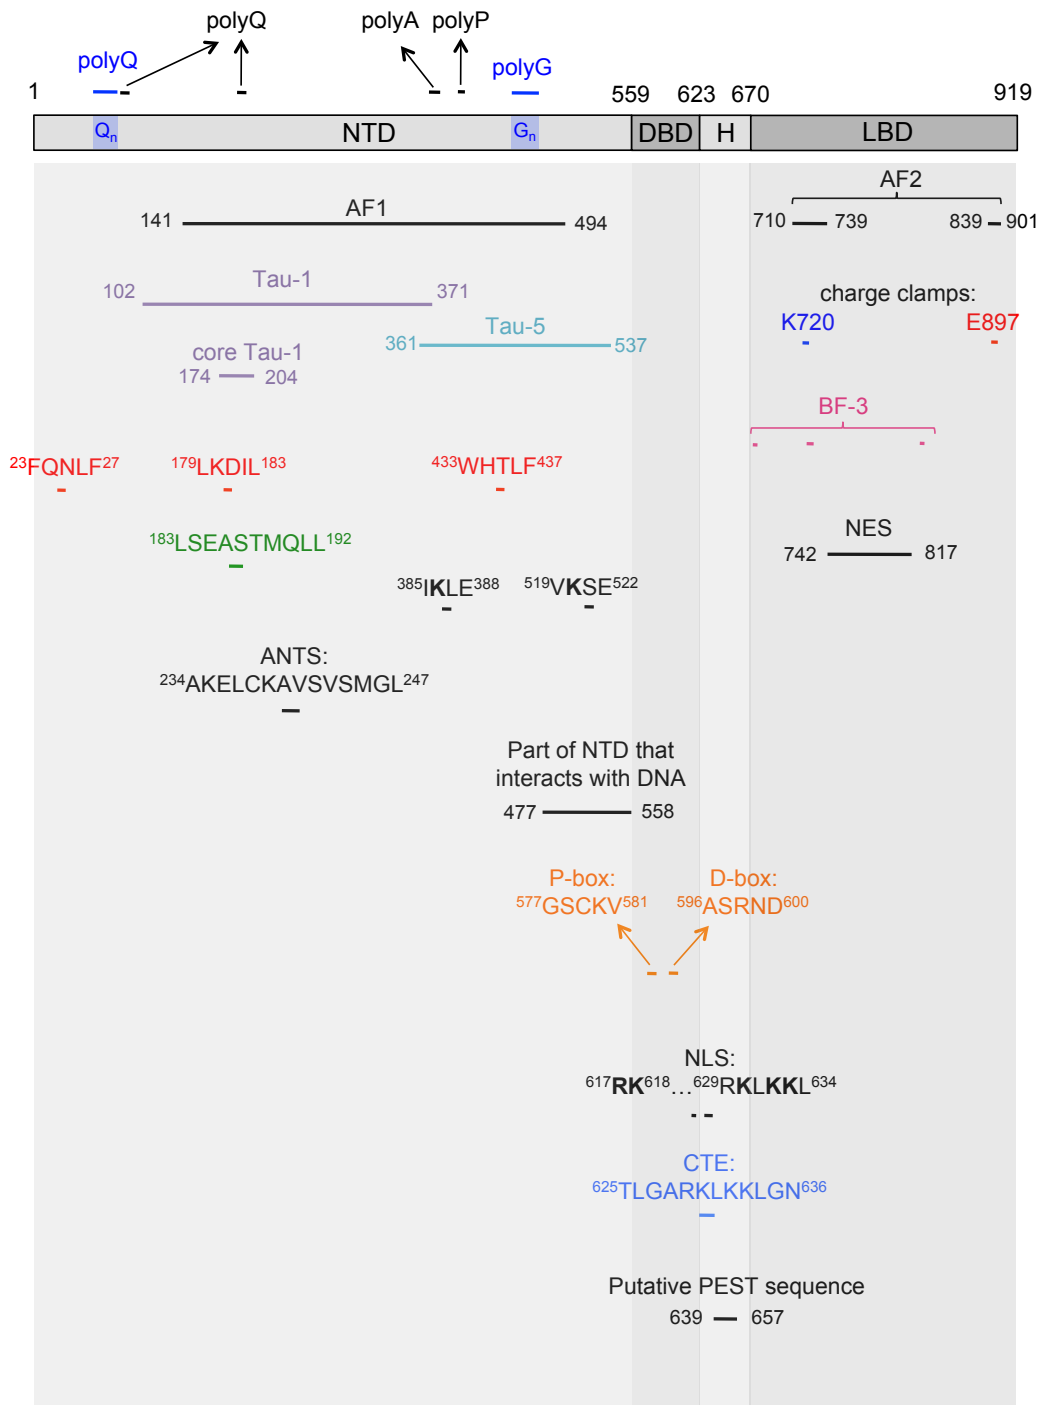 polyQ polyA polyP
polyQ polyG
1 559 623 670 919
Qn NTD Gn DBD H LBD
AF2
141 AF1 494 710 739 839 901
Tau-1
102 371
charge clamps:
K720 E897
Tau-5
361 537
core Tau-1
174 204
BF-3
23FQNLF27 179LKDIL183 433WHTLF437
183LSEASTMQLL192
NES
742 817
385IKLE388 519VKSE522
ANTS:
234AKELCKAVSVSMGL247
Part of NTD that
interacts with DNA
477 558
P-box: D-box:
577GSCKV581 596ASRND600
NLS:
617RK618...629RKLKKL634
CTE:
625TLGARKLKKLGN636
Putative PEST sequence
639 657